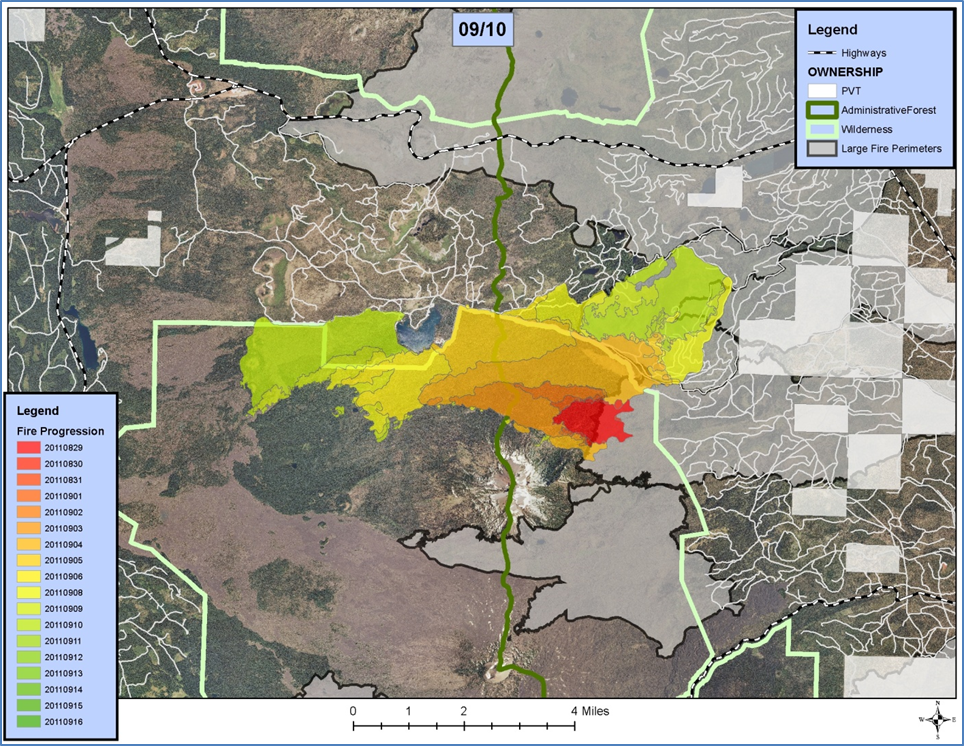 09/10
Legend
Highways
OWNERSHIP
PVT
AdministrativeForest
Wilderness
Large Fire Perimeters
Legend
Fire Progression
20110829
20110830
20110831
20110901
20110902
20110903
20110904
20110905
20110906
20110908
20110909
20110910
20110911
20110912
20110913
20110914
20110915
20110916
0 1 2 4 Miles
N
W E
S